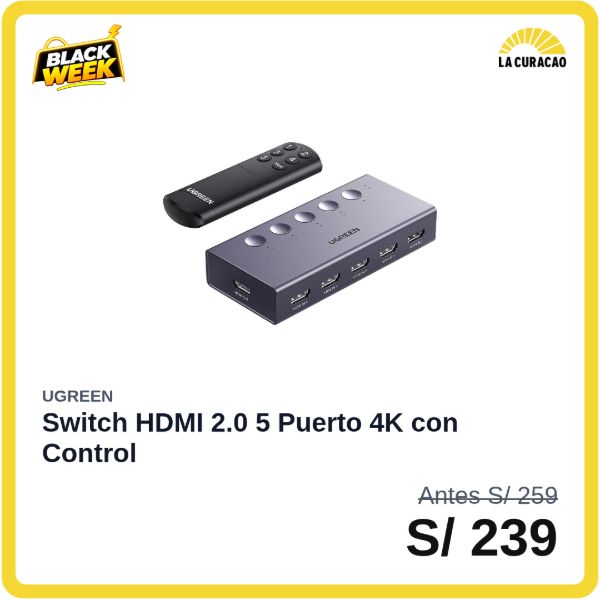 BLACK
WEEK
LA CURACAO
UGREEN
UGREEN
UGREEN
Switch HDMI 2.0 5 Puerto 4K con
Control
Antes S/ 259
S/ 239